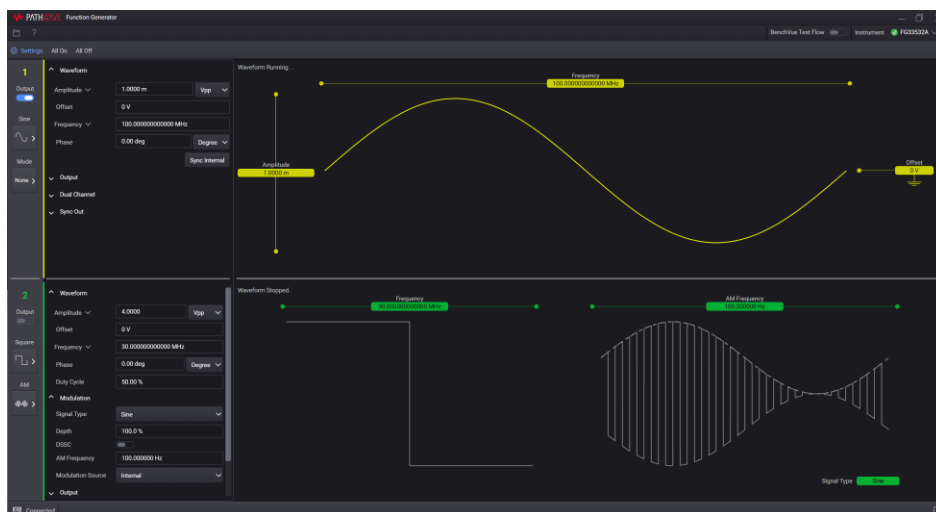 PATHWAVE Function Generator
?
BenchVue Test Flow Instrument FG33532A
Settings All On All Off
1
Output
Sine
Mode
None >
Waveform
Amplitude 1.0000 m Vpp
Offset 0 V
Frequency 100.000000000000 MHz
Phase 0.00 deg Degree
Sync Internal
Output
Dual Channel
Sync Out
Waveform Running...
Frequency
100.000000000000 MHz
Amplitude
1.0000 m
Offset
0 V
2
Output
Square
AM
Waveform
Amplitude 4.0000 Vpp
Offset 0 V
Frequency 30.000000000000 MHz
Phase 0.00 deg Degree
Duty Cycle 50.00 %
Modulation
Signal Type Sine
Depth 100.0 %
DSSC
AM Frequency 100.000000 Hz
Modulation Source Internal
Output
Waveform Stopped.
Frequency
30.000000000000 MHz
AM Frequency
100.000000 Hz
Signal Type Sine
Connected